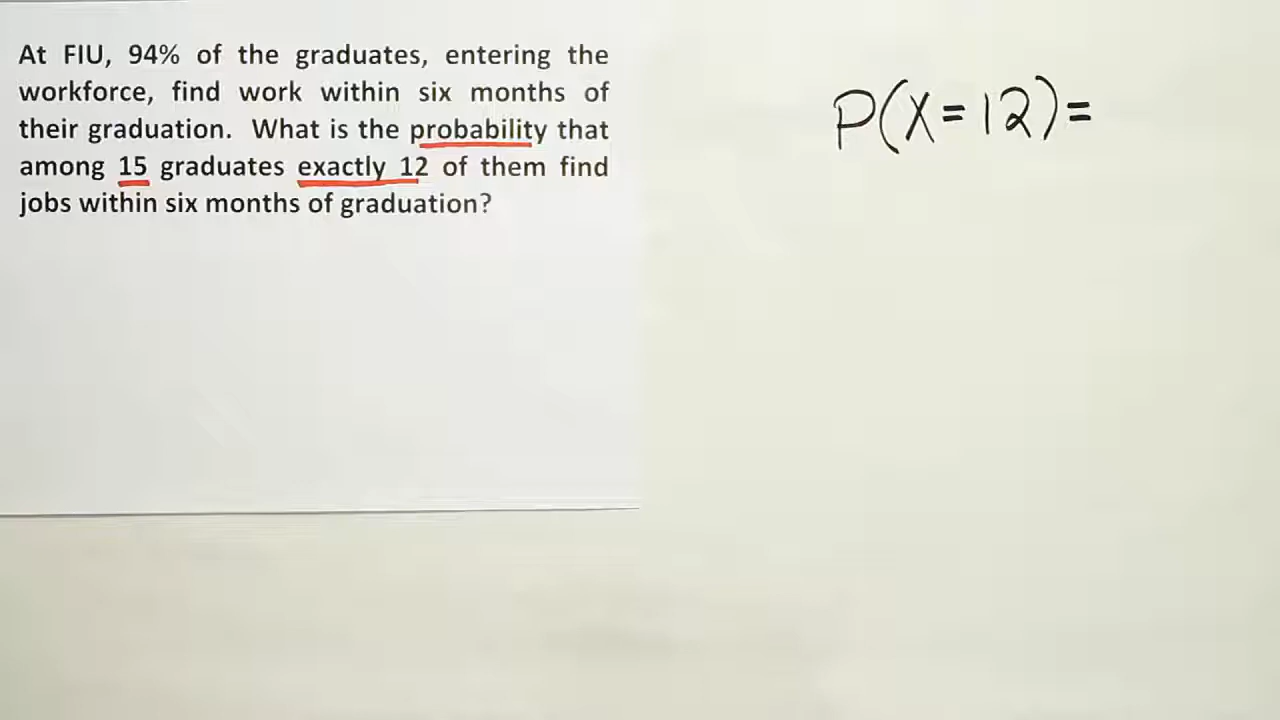 At FIU, 94% of the graduates, entering the
workforce, find work within six months of
their graduation. What is the probability that
among 15 graduates exactly 12 of them find
jobs within six months of graduation?
P(X=12)=